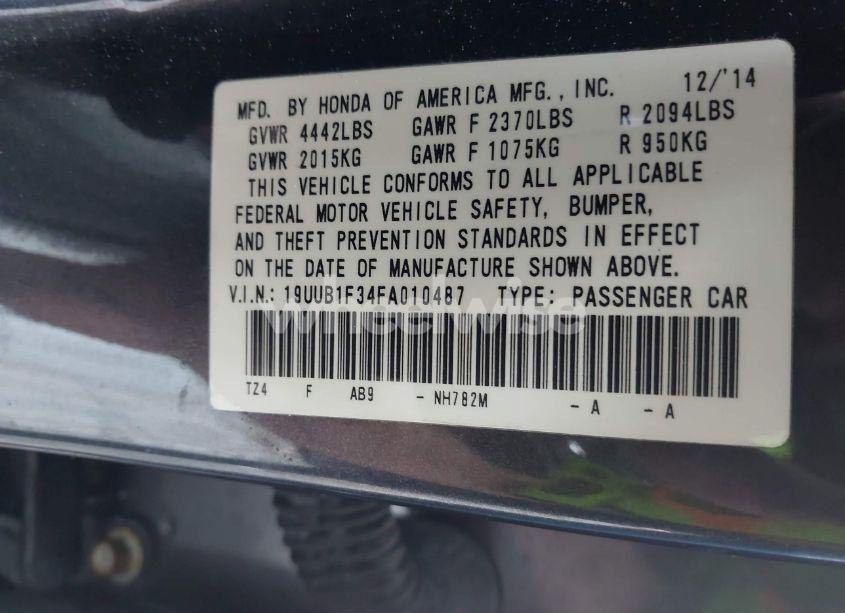 MFD. BY HONDA OF AMERICA MFG., INC. 12/'14
GVWR 4442LBS GAWR F 2370LBS R 2094LBS
GVWR 2015KG GAWR F 1075KG R 950KG
THIS VEHICLE CONFORMS TO ALL APPLICABLE
FEDERAL MOTOR VEHICLE SAFETY, BUMPER,
AND THEFT PREVENTION STANDARDS IN EFFECT
ON THE DATE OF MANUFACTURE SHOWN ABOVE.
V.I.N.: 19UUB1F34FA010487 TYPE: PASSENGER CAR
wheelwise
TZ4 F AB9 - NH782M - A - A